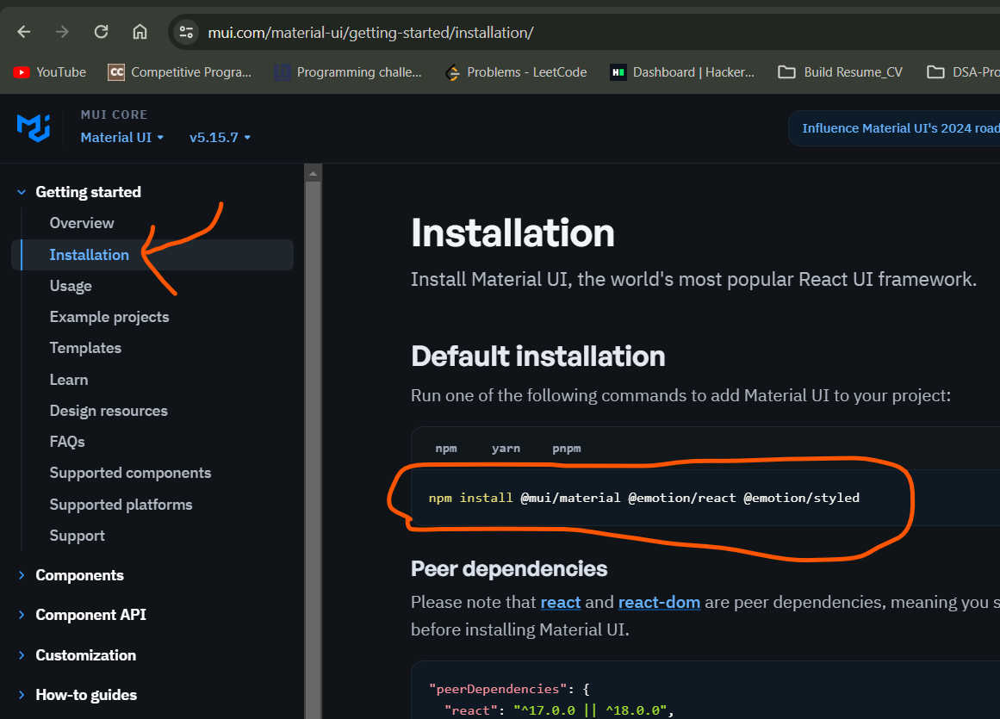 mui.com/material-ui/getting-started/installation/
YouTube
CC Competitive Progra...
Programming challe...
Problems - LeetCode
H Dashboard | Hacker...
Build Resume_CV
DSA-Pro
MUI CORE
Material UI
v5.15.7
Influence Material UI's 2024 road
Getting started
Overview
Installation
Usage
Example projects
Templates
Learn
Design resources
FAQs
Supported components
Supported platforms
Support
Components
Component API
Customization
How-to guides
Installation
Install Material UI, the world's most popular React UI framework.
Default installation
Run one of the following commands to add Material UI to your project:
npm yarn pnpm
npm install @mui/material @emotion/react @emotion/styled
Peer dependencies
Please note that react and react-dom are peer dependencies, meaning you s
before installing Material UI.
"peerDependencies": {
"react": "^17.0.0 || ^18.0.0",